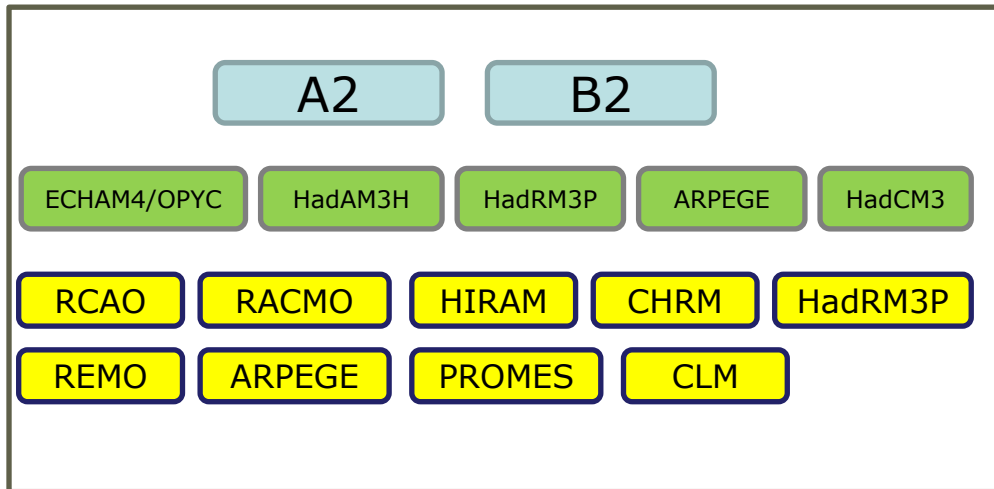 A2 B2
ECHAM4/OPYC HadAM3H HadRM3P ARPEGE HadCM3
RCAO RACMO HIRAM CHRM HadRM3P
REMO ARPEGE PROMES CLM